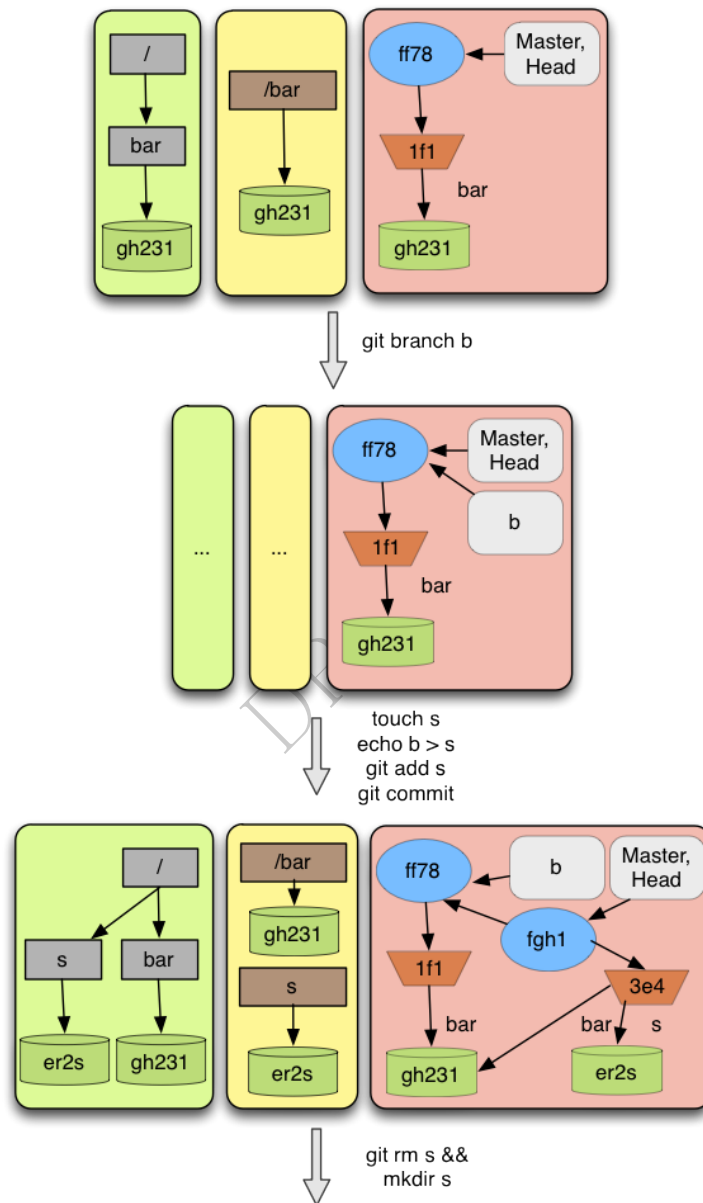 /
bar
gh231
/bar
gh231
ff78
Master,
Head
1f1
bar
gh231
git branch b
...
...
ff78
Master,
Head
b
1f1
bar
gh231
touch s
echo b > s
git add s
git commit
/
s
bar
er2s
gh231
/bar
gh231
s
er2s
ff78
b
Master,
Head
fgh1
1f1
3e4
bar
bar
s
gh231
er2s
git rm s &&
mkdir s